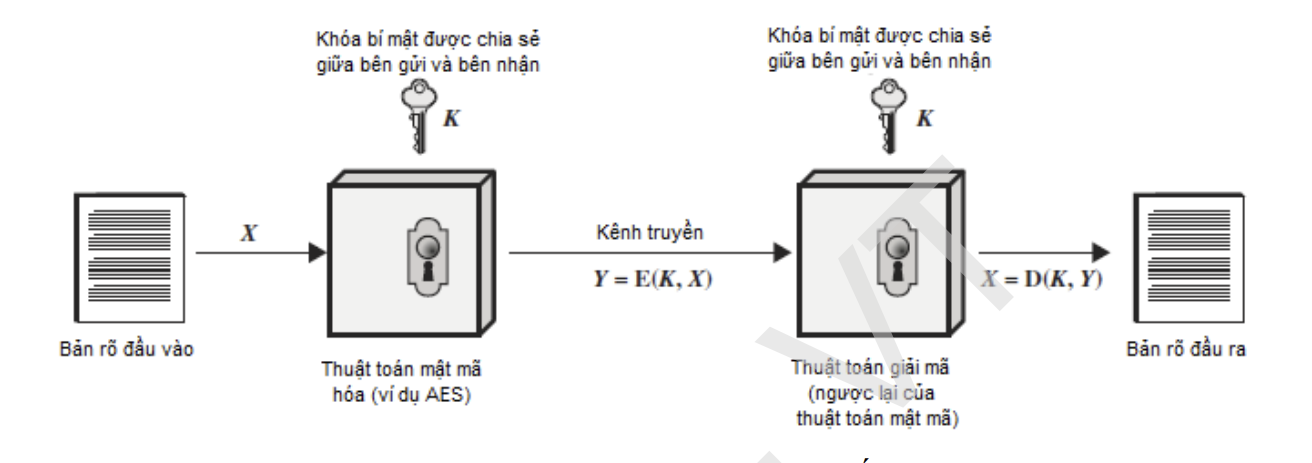 Khóa bí mật được chia sẻ
giữa bên gửi và bên nhận
K
Khóa bí mật được chia sẻ
giữa bên gửi và bên nhận
K
X
Kênh truyền
Y = E(K, X)
X = D(K, Y)
Bản rõ đầu vào
Thuật toán mật mã
hóa (ví dụ AES)
Thuật toán giải mã
(ngược lại của
thuật toán mật mã)
Bản rõ đầu ra